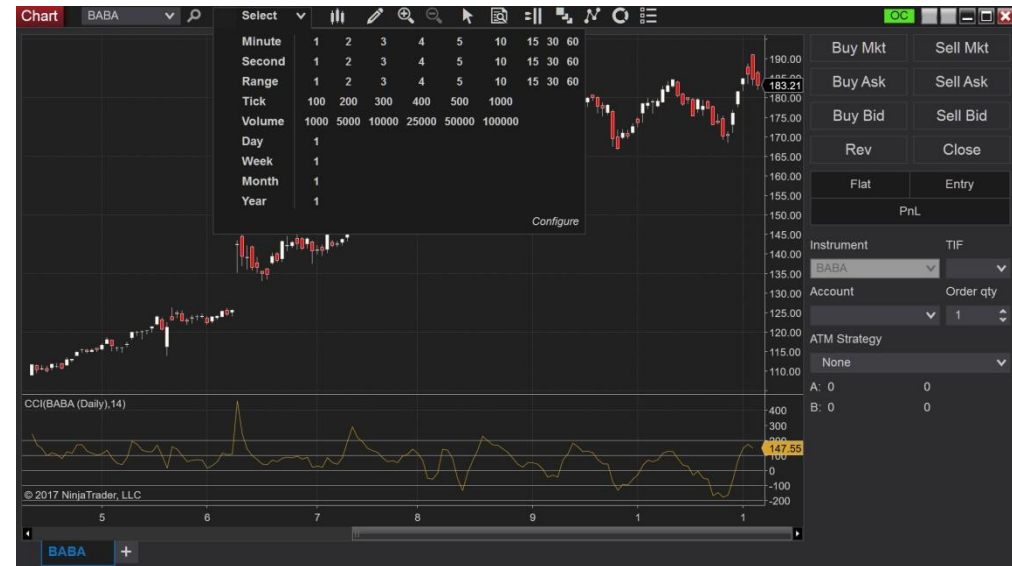 Chart BABA Select OC
Minute 1 2 3 4 5 10 15 30 60
Second 1 2 3 4 5 10 15 30 60
Range 1 2 3 4 5 10 15 30 60
Tick 100 200 300 400 500 1000
Volume 1000 5000 10000 25000 50000 100000
Day 1
Week 1
Month 1
Year 1
Configure
190.00
185.00
183.21
180.00
175.00
170.00
165.00
160.00
155.00
150.00
145.00
140.00
135.00
130.00
125.00
120.00
115.00
110.00
Buy Mkt Sell Mkt
Buy Ask Sell Ask
Buy Bid Sell Bid
Rev Close
Flat Entry
PnL
Instrument TIF
BABA
Account Order qty
1
ATM Strategy
None
A: 0 0
B: 0 0
CCI(BABA (Daily),14)
400
300
200
147.55
100
0
-100
-200
© 2017 NinjaTrader, LLC
5 6 7 8 9 1 1
BABA +